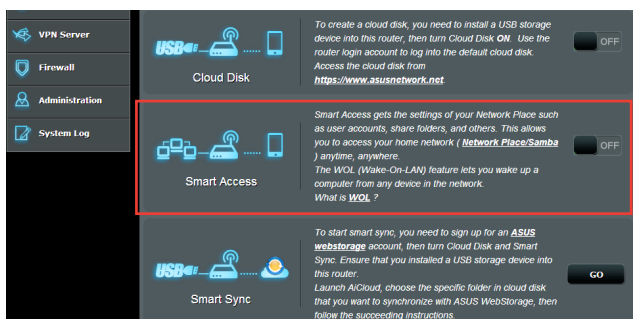 VPN Server
Firewall
Administration
System Log
USB
Cloud Disk
To create a cloud disk, you need to install a USB storage
device into this router, then turn Cloud Disk ON. Use the
router login account to log into the default cloud disk.
Access the cloud disk from
https://www.asusnetwork.net.
OFF
Smart Access
Smart Access gets the settings of your Network Place such
as user accounts, share folders, and others. This allows
you to access your home network ( Network Place/Samba
) anytime, anywhere.
The WOL (Wake-On-LAN) feature lets you wake up a
computer from any device in the network.
What is WOL ?
OFF
USB
Smart Sync
To start smart sync, you need to sign up for an ASUS
webstorage account, then turn Cloud Disk and Smart
Sync. Ensure that you installed a USB storage device into
this router.
Launch AiCloud, choose the specific folder in cloud disk
that you want to synchronize with ASUS WebStorage, then
follow the succeeding instructions.
GO